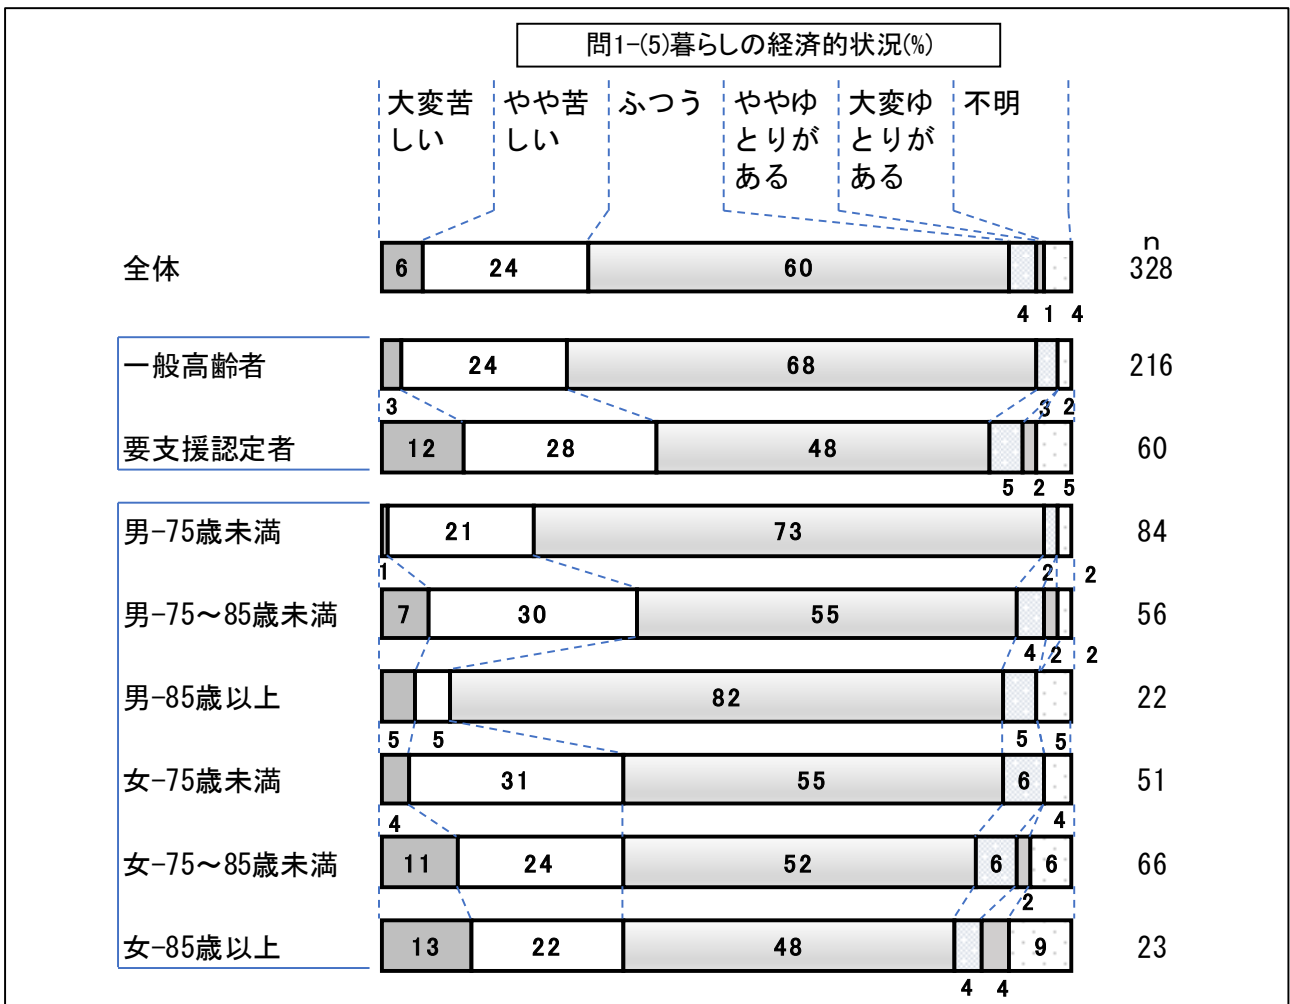 問1-(5)暮らしの経済的状況(%)
大変苦しい
やや苦しい
ふつう
ややゆとりがある
大変ゆとりがある
不明
n
全体 6 24 60 328
4 1 4
一般高齢者 24 68 216
3 3 2
要支援認定者 12 28 48 60
5 2 5
男-75歳未満 21 73 84
1 2 2
男-75～85歳未満 7 30 55 56
4 2 2
男-85歳以上 82 22
5 5 5 5
女-75歳未満 31 55 6 51
4 4
女-75～85歳未満 11 24 52 6 6 66
2
女-85歳以上 13 22 48 9 23
4 4